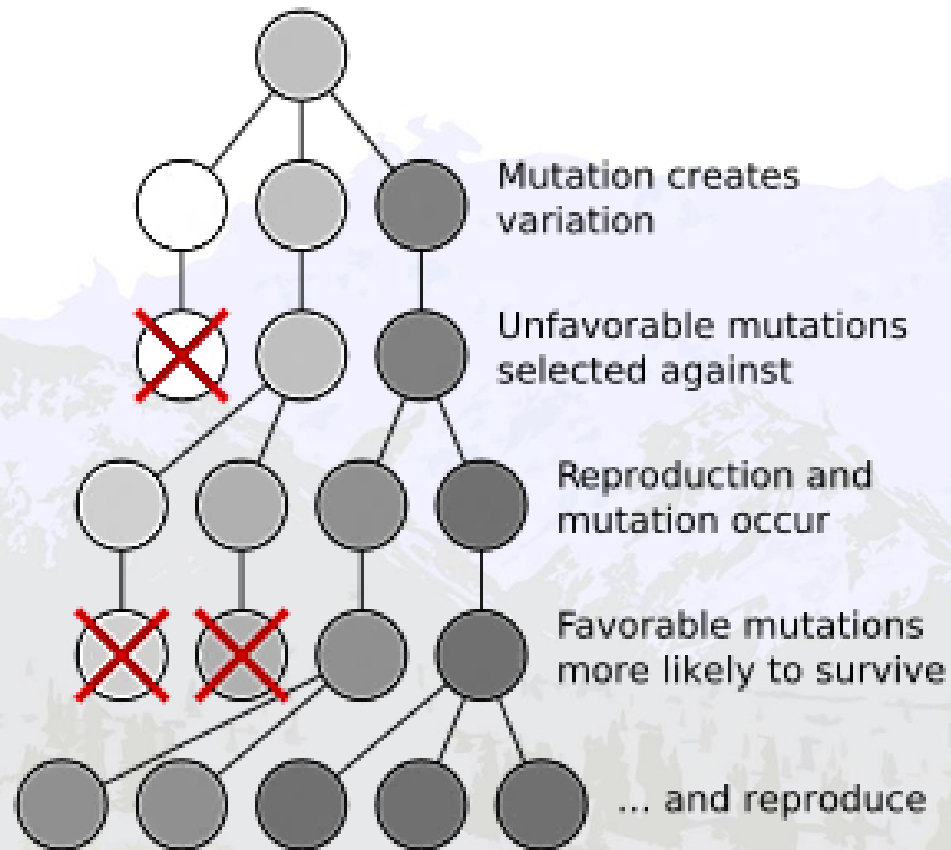 Mutation creates
variation
Unfavorable mutations
selected against
Reproduction and
mutation occur
Favorable mutations
more likely to survive
... and reproduce